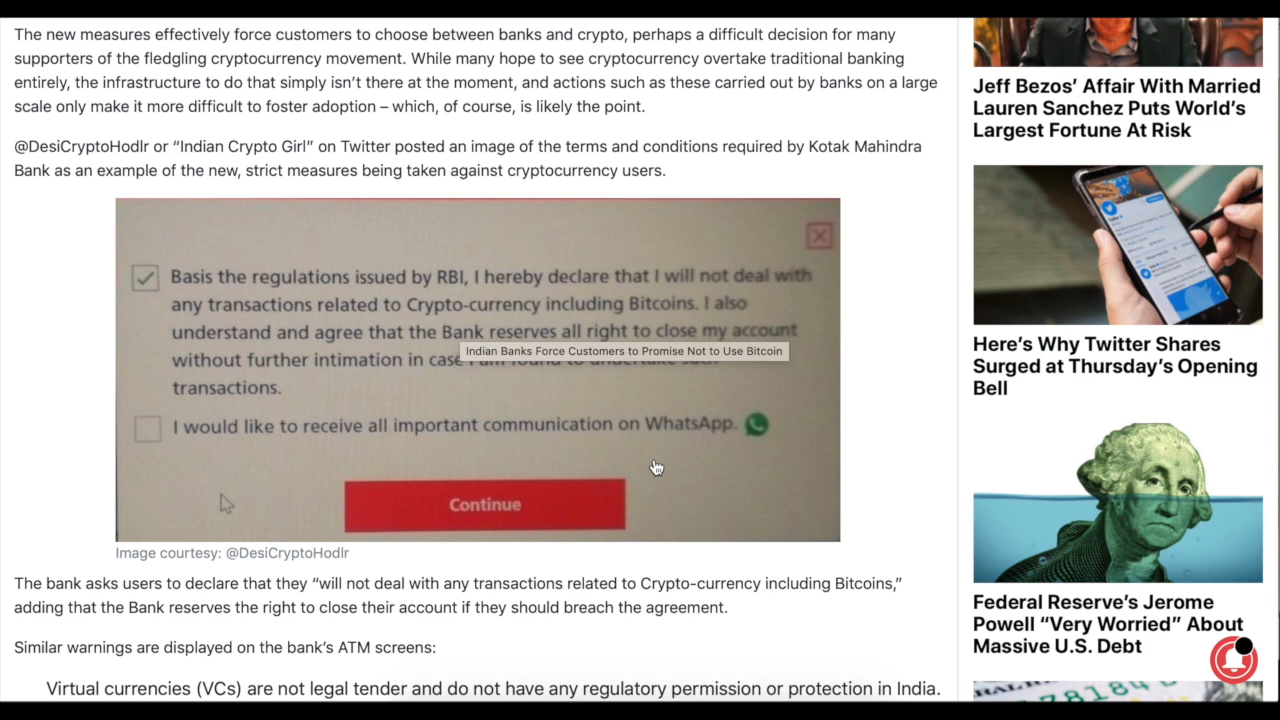 The new measures effectively force customers to choose between banks and crypto, perhaps a difficult decision for many
supporters of the fledgling cryptocurrency movement. While many hope to see cryptocurrency overtake traditional banking
entirely, the infrastructure to do that simply isn’t there at the moment, and actions such as these carried out by banks on a large
scale only make it more difficult to foster adoption – which, of course, is likely the point.
@DesiCryptoHodlr or “Indian Crypto Girl” on Twitter posted an image of the terms and conditions required by Kotak Mahindra
Bank as an example of the new, strict measures being taken against cryptocurrency users.
Basis the regulations issued by RBI, I hereby declare that I will not deal with
any transactions related to Crypto-currency including Bitcoins. I also
understand and agree that the Bank reserves all right to close my account
without further intimation in case
Indian Banks Force Customers to Promise Not to Use Bitcoin
transactions.
I would like to receive all important communication on WhatsApp.
Continue
Image courtesy: @DesiCryptoHodlr
The bank asks users to declare that they “will not deal with any transactions related to Crypto-currency including Bitcoins,”
adding that the Bank reserves the right to close their account if they should breach the agreement.
Similar warnings are displayed on the bank’s ATM screens:
Virtual currencies (VCs) are not legal tender and do not have any regulatory permission or protection in India.
Jeff Bezos’ Affair With Married
Lauren Sanchez Puts World’s
Largest Fortune At Risk
Here’s Why Twitter Shares
Surged at Thursday’s Opening
Bell
Federal Reserve’s Jerome
Powell “Very Worried” About
Massive U.S. Debt